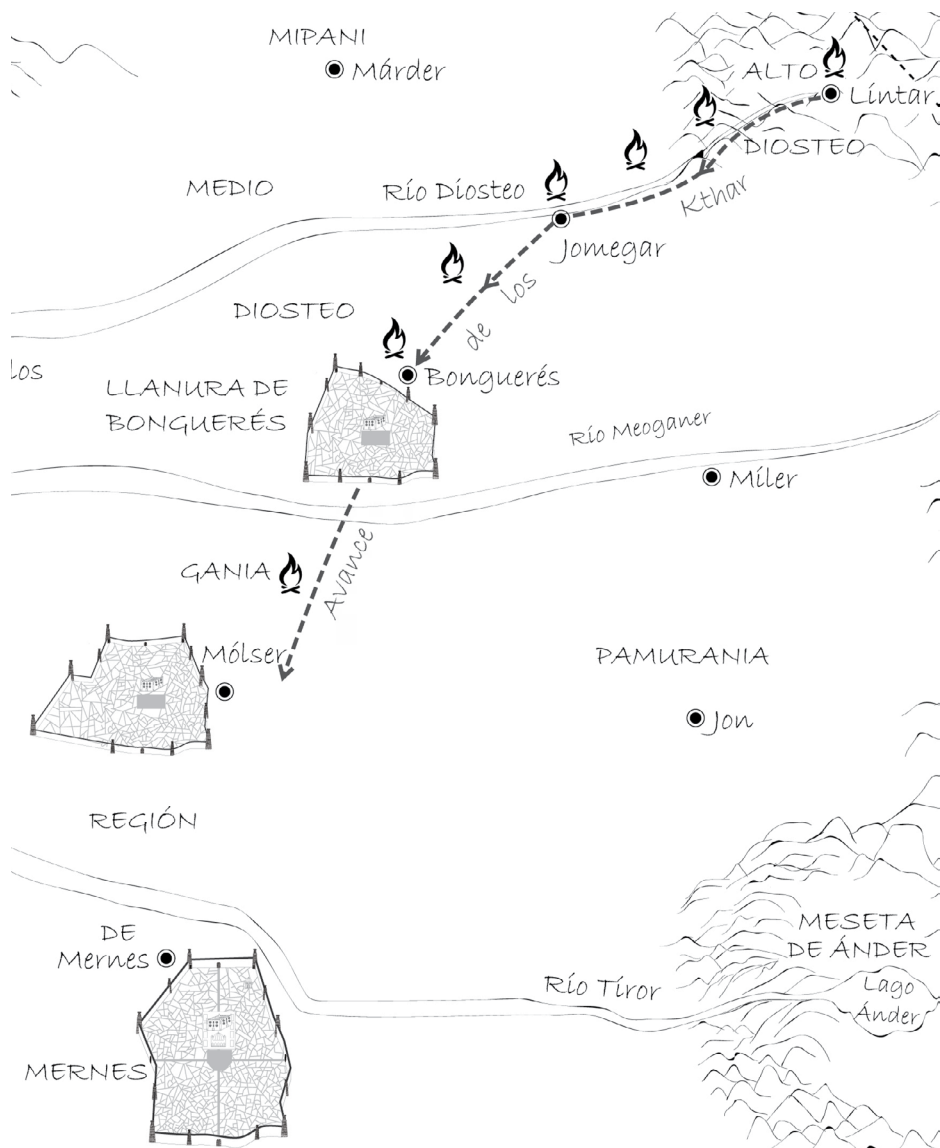 MIPANI
Márder
ALTO
Líntar
DIOSTEO
MEDIO
Río Diosteo
Kthar
Jomegar
los
de
DIOSTEO
los
LLANURA DE
BONGUERÉS
Bonguerés
Río Meoganer
Míler
Avance
GANIA
Mólser
PAMURANIA
Jon
REGIÓN
DE
Mernes
MESETA
DE ÁNDER
Río Tíror
Lago
Ánder
MERNES